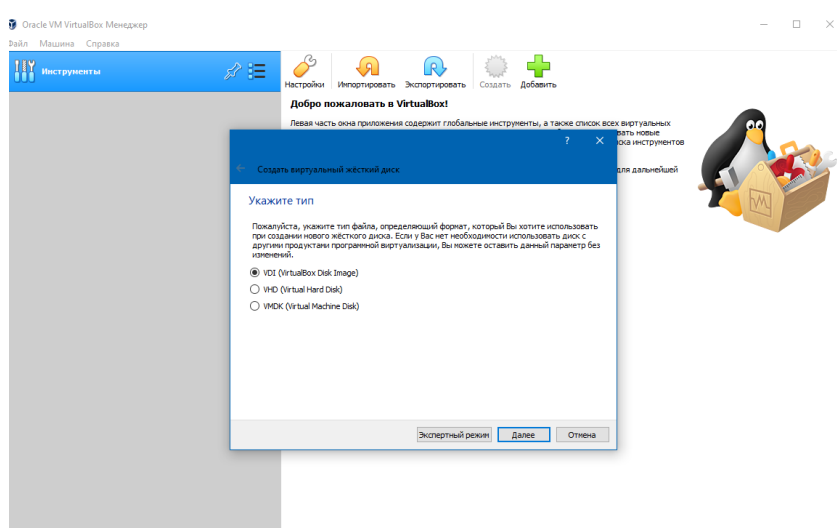 Oracle VM VirtualBox Менеджер
Файл Машина Справка
Инструменты
Настройки Импортировать Экспортировать Создать Добавить
Добро пожаловать в VirtualBox!
Левая часть окна приложения содержит глобальные инструменты, а также список всех виртуальных
вать новые
ска инструментов
для дальнейшей
?
Создать виртуальный жёсткий диск
Укажите тип
Пожалуйста, укажите тип файла, определяющий формат, который Вы хотите использовать
при создании нового жёсткого диска. Если у Вас нет необходимости использовать диск с
другими продуктами программной виртуализации, Вы можете оставить данный параметр без
изменений.
VDI (VirtualBox Disk Image)
VHD (Virtual Hard Disk)
VMDK (Virtual Machine Disk)
Экспертный режим Далее Отмена